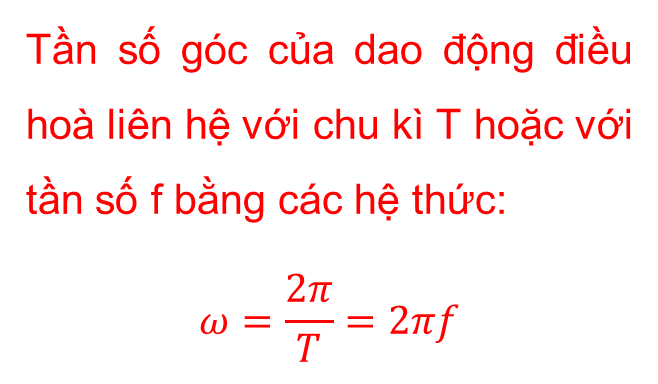 Tần số góc của dao động điều
hoà liên hệ với chu kì T hoặc với
tần số f bằng các hệ thức:
ω = 2π/T = 2πf